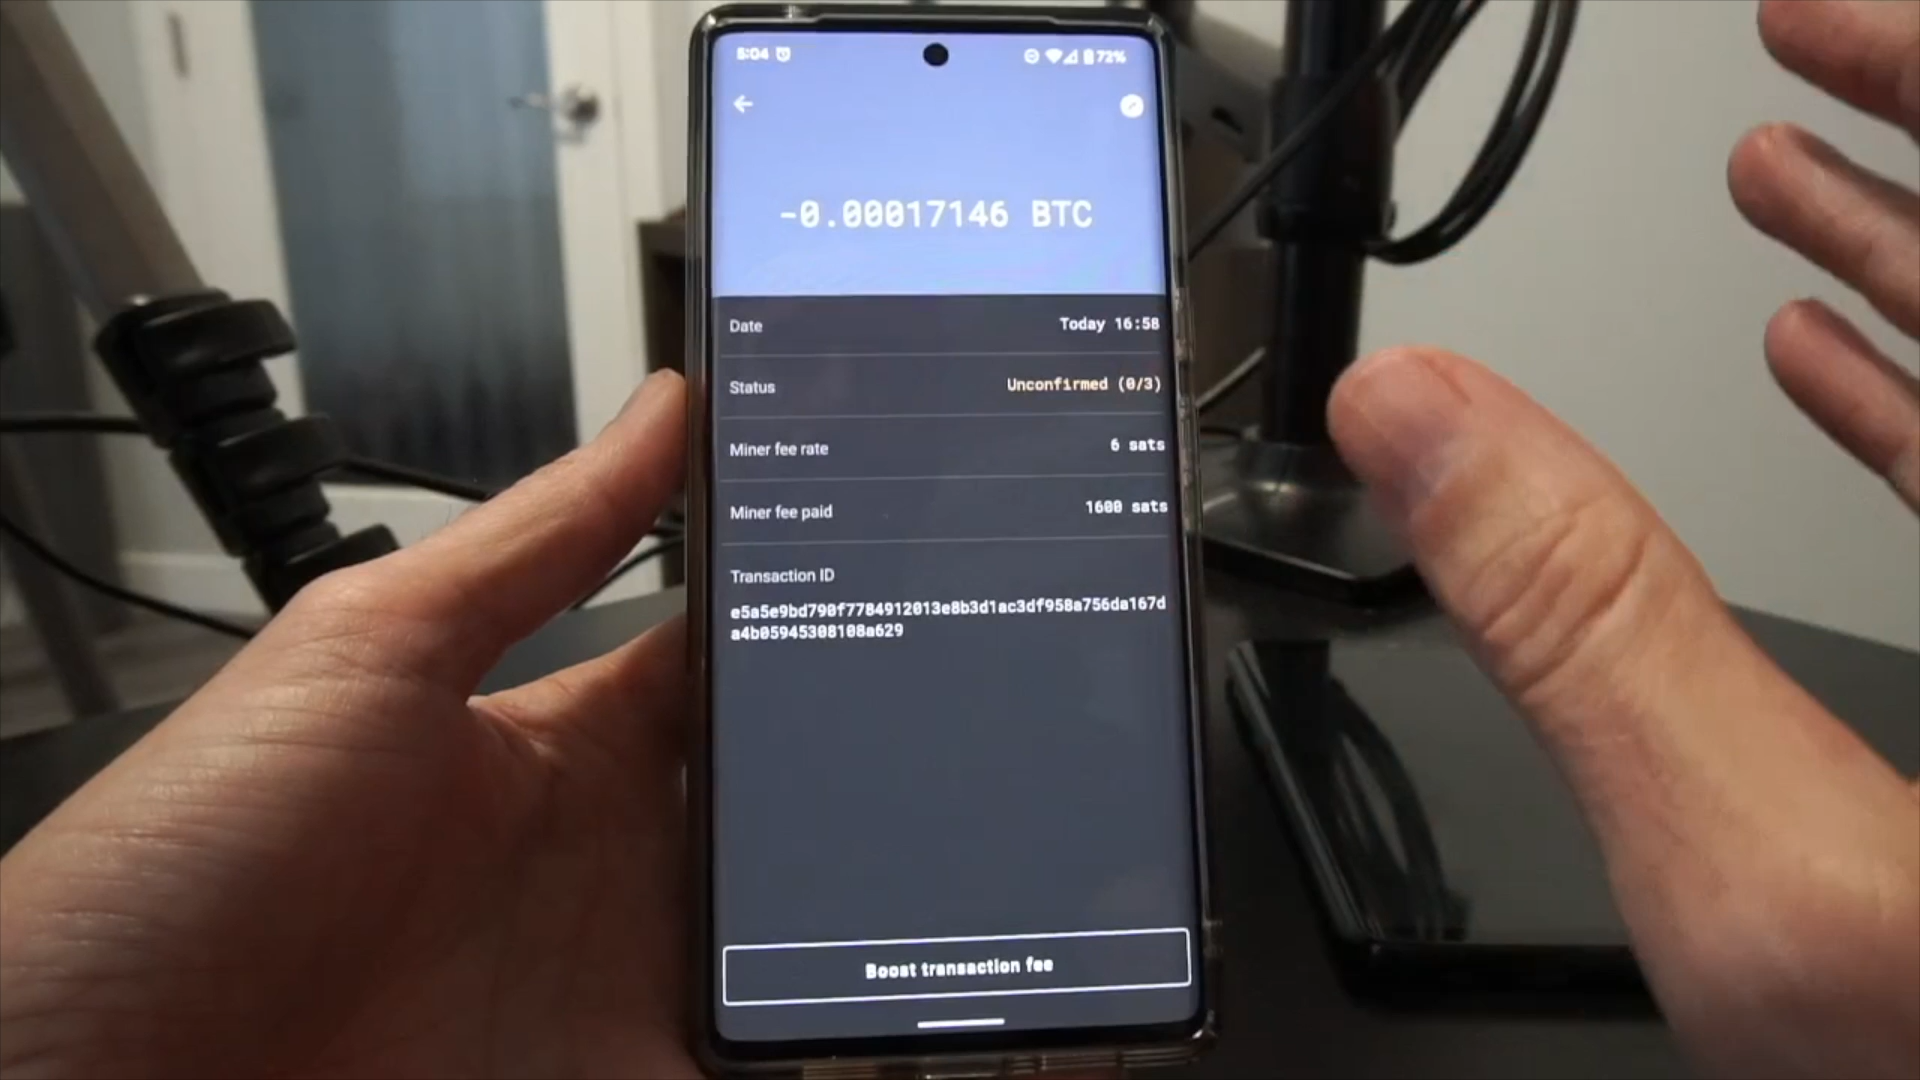 5:04 72%
-0.00017146 BTC
Date Today 16:58
Status Unconfirmed (0/3)
Miner fee rate 6 sats
Miner fee paid 1600 sats
Transaction ID
e5a5e9bd790f7784912013e8b3d1ac3df958a756da167d
a4b05945308108a629
Boost transaction fee